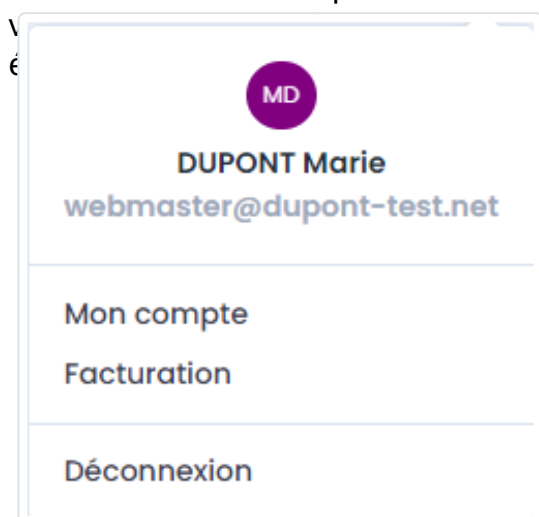 MD
DUPONT Marie
webmaster@dupont-test.net
Mon compte
Facturation
Déconnexion